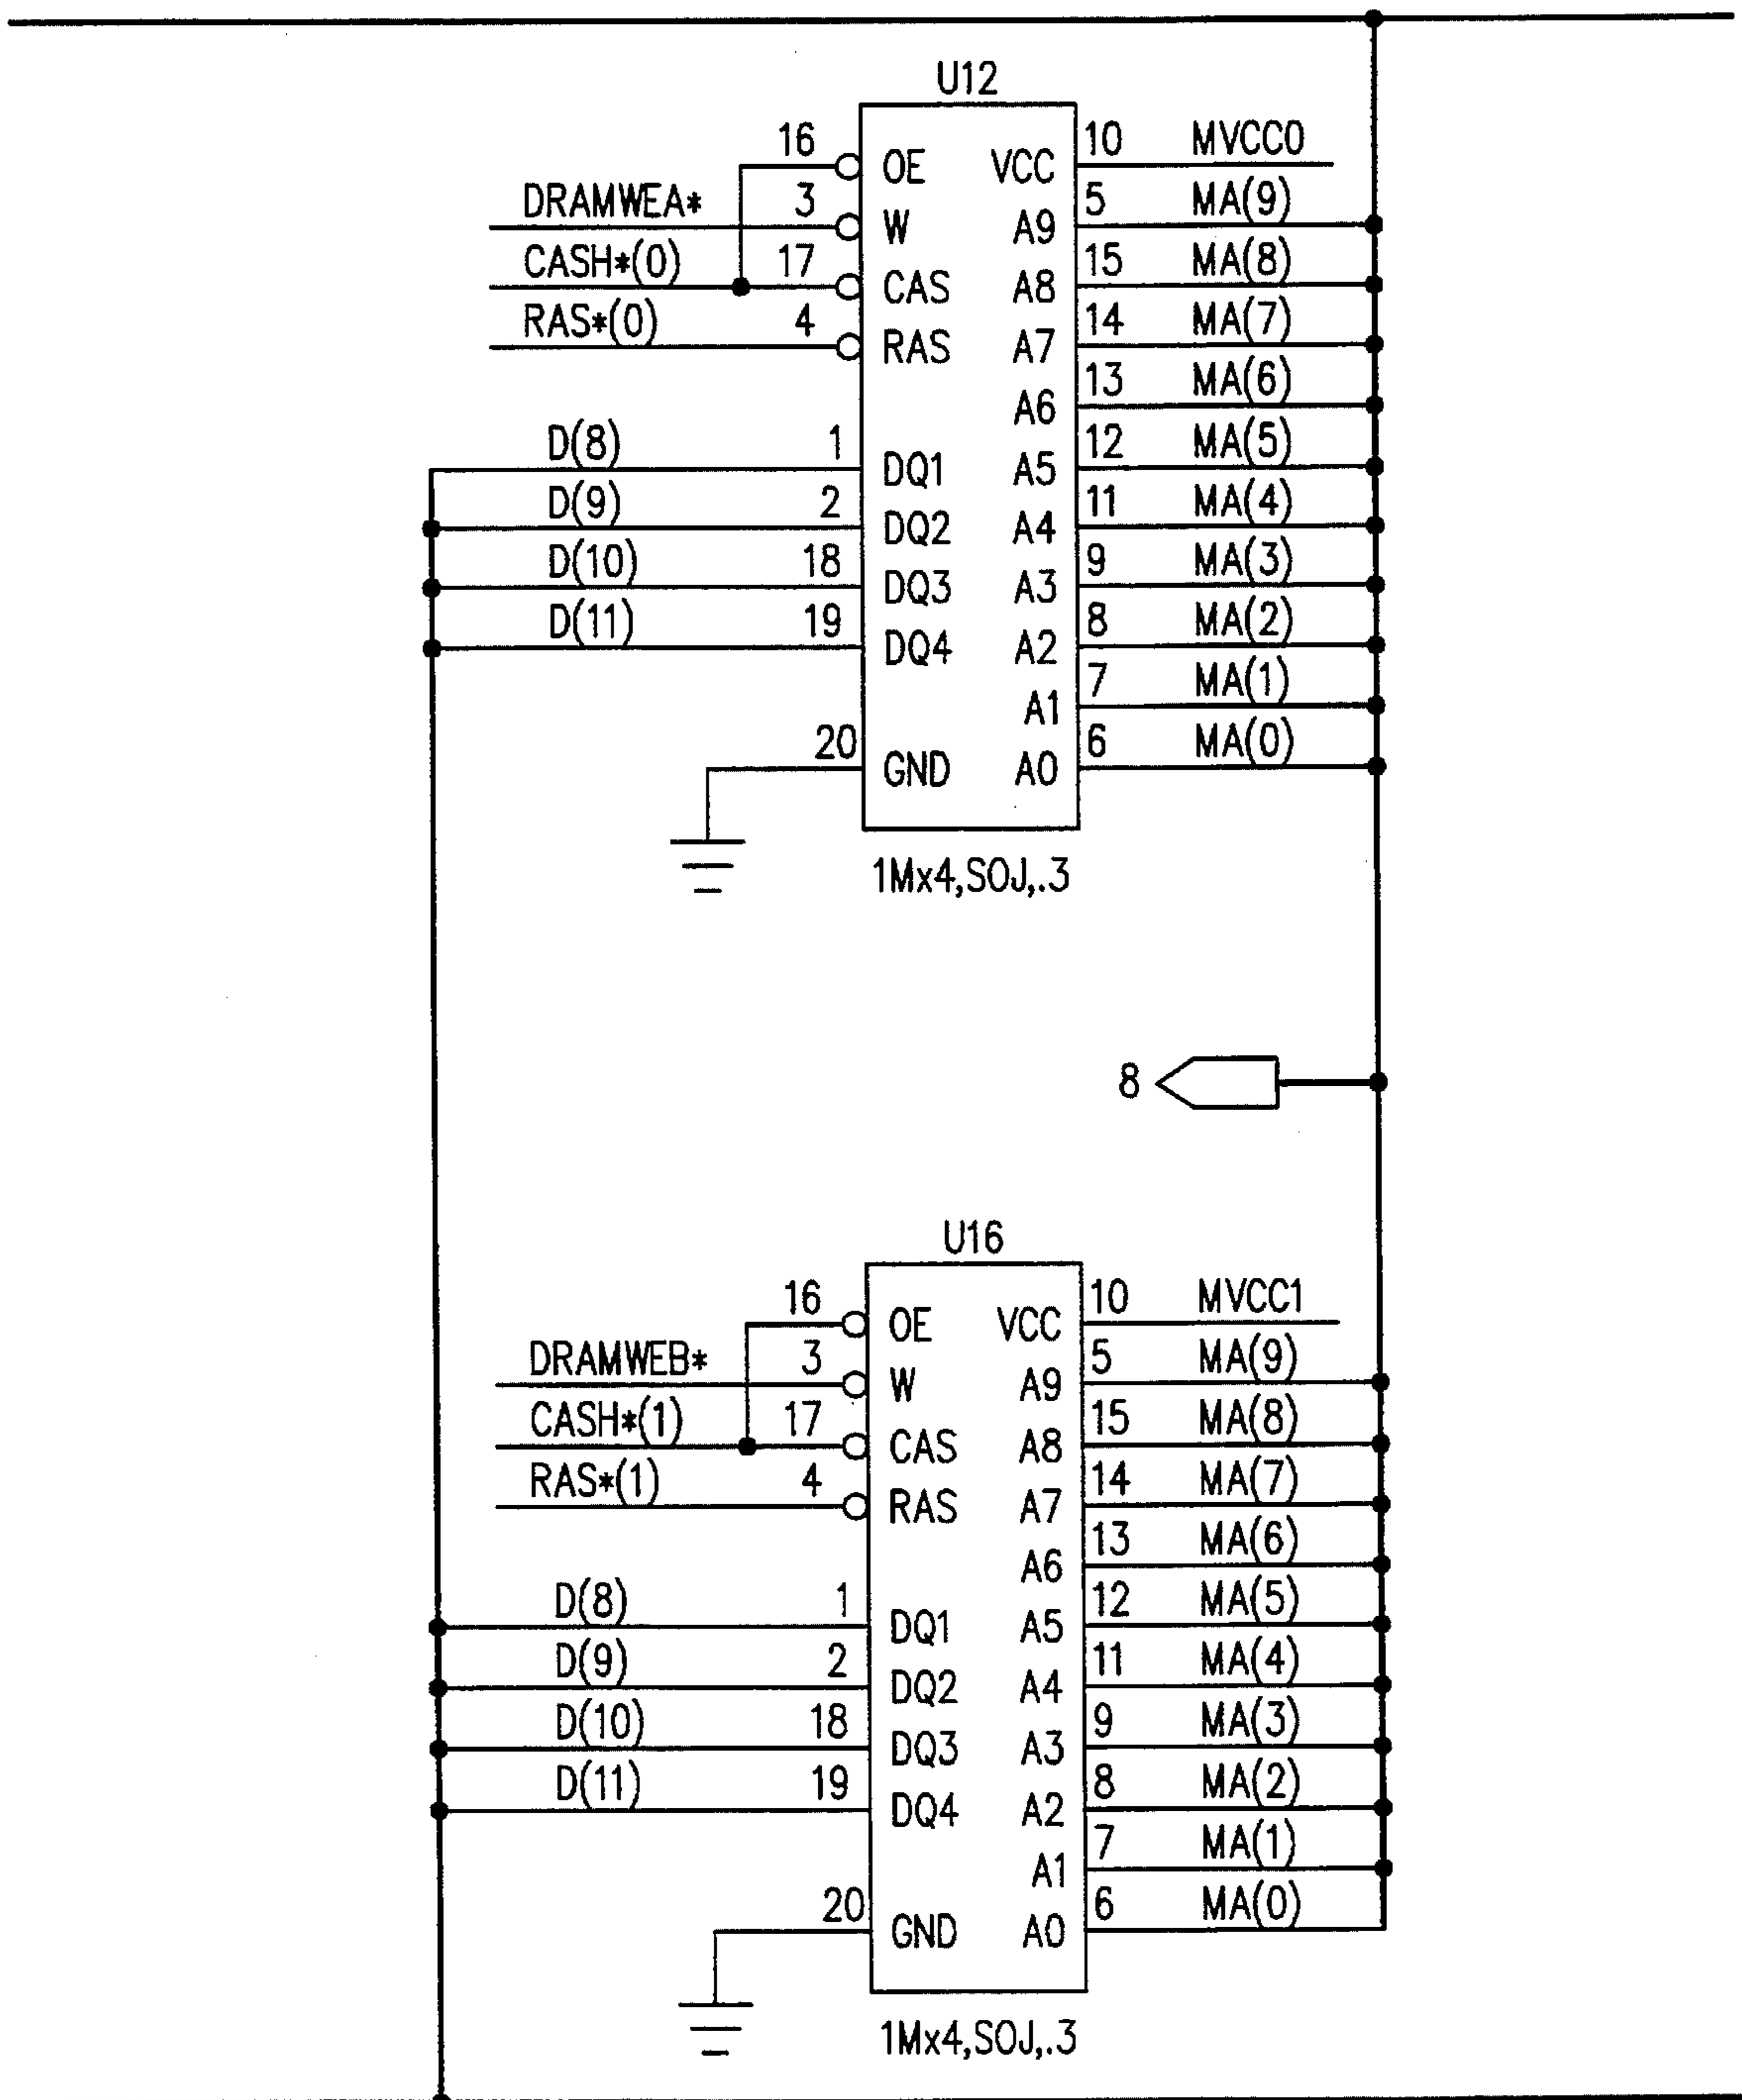 U12
16 OE VCC 10 MVCC0
DRAMWEA* 3 W A9 5 MA(9)
CASH*(0) 17 CAS A8 15 MA(8)
RAS*(0) 4 RAS A7 14 MA(7)
A6 13 MA(6)
D(8) 1 DQ1 A5 12 MA(5)
D(9) 2 DQ2 A4 11 MA(4)
D(10) 18 DQ3 A3 9 MA(3)
D(11) 19 DQ4 A2 8 MA(2)
A1 7 MA(1)
20 GND A0 6 MA(0)
1Mx4,SOJ,.3
8
U16
16 OE VCC 10 MVCC1
DRAMWEB* 3 W A9 5 MA(9)
CASH*(1) 17 CAS A8 15 MA(8)
RAS*(1) 4 RAS A7 14 MA(7)
A6 13 MA(6)
D(8) 1 DQ1 A5 12 MA(5)
D(9) 2 DQ2 A4 11 MA(4)
D(10) 18 DQ3 A3 9 MA(3)
D(11) 19 DQ4 A2 8 MA(2)
A1 7 MA(1)
20 GND A0 6 MA(0)
1Mx4,SOJ,.3